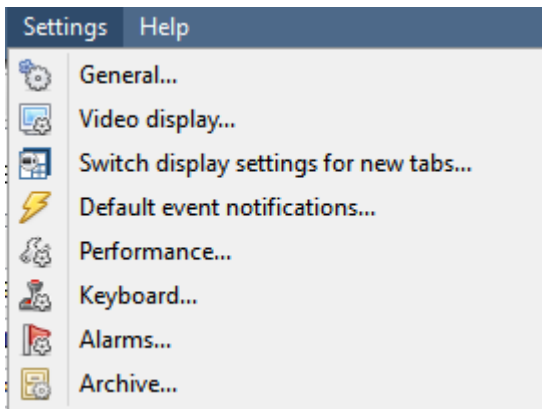 Settings Help
General...
Video display...
Switch display settings for new tabs...
Default event notifications...
Performance...
Keyboard...
Alarms...
Archive...